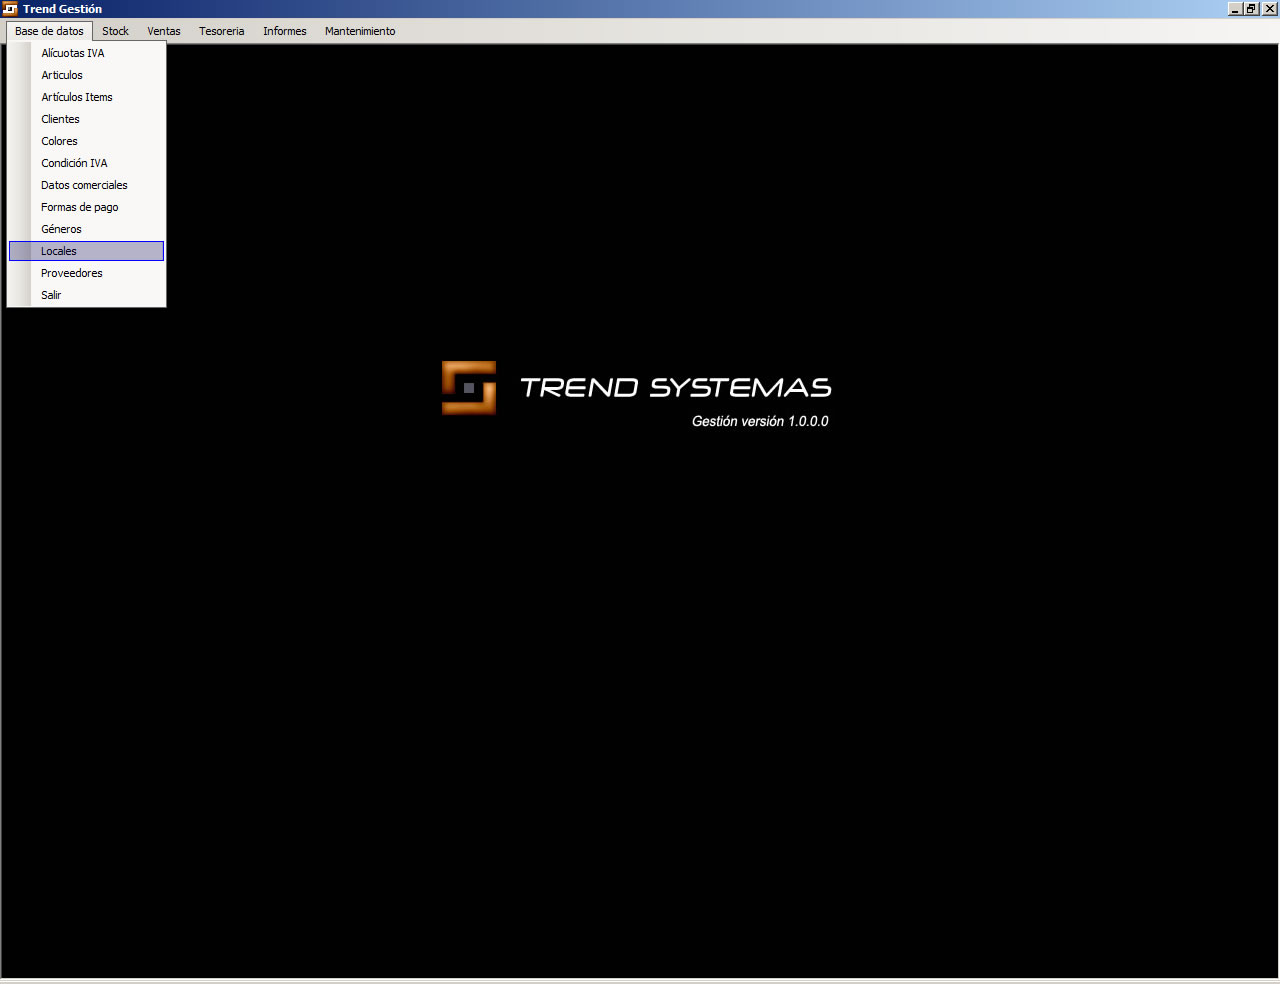 Trend Gestión
Base de datos Stock Ventas Tesoreria Informes Mantenimiento
Alícuotas IVA
Articulos
Artículos Items
Clientes
Colores
Condición IVA
Datos comerciales
Formas de pago
Géneros
Locales
Proveedores
Salir
TREND SYSTEMAS
Gestión versión 1.0.0.0